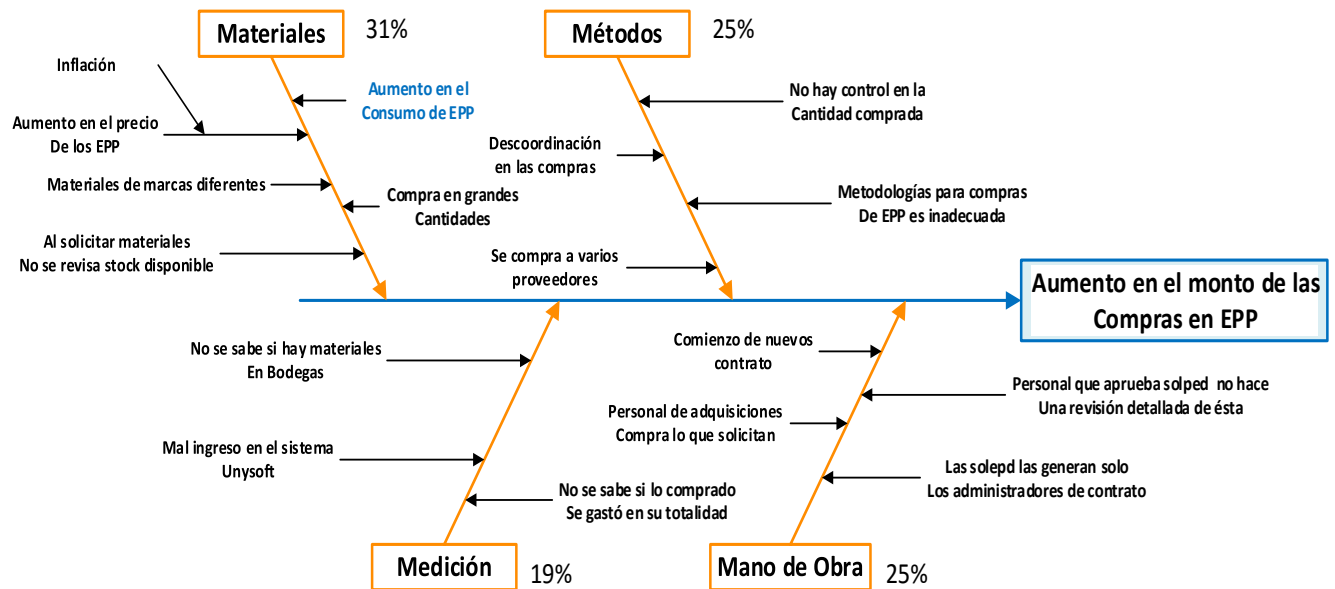 Materiales
31%
Métodos
25%
Inflación
Aumento en el
Consumo de EPP
Aumento en el precio
De los EPP
Materiales de marcas diferentes
Compra en grandes
Cantidades
Al solicitar materiales
No se revisa stock disponible
No hay control en la
Cantidad comprada
Descoordinación
en las compras
Metodologías para compras
De EPP es inadecuada
Se compra a varios
proveedores
Aumento en el monto de las
Compras en EPP
No se sabe si hay materiales
En Bodegas
Mal ingreso en el sistema
Unysoft
No se sabe si lo comprado
Se gastó en su totalidad
Comienzo de nuevos
contrato
Personal que aprueba solped no hace
Una revisión detallada de ésta
Personal de adquisiciones
Compra lo que solicitan
Las solepd las generan solo
Los administradores de contrato
Medición
19%
Mano de Obra
25%